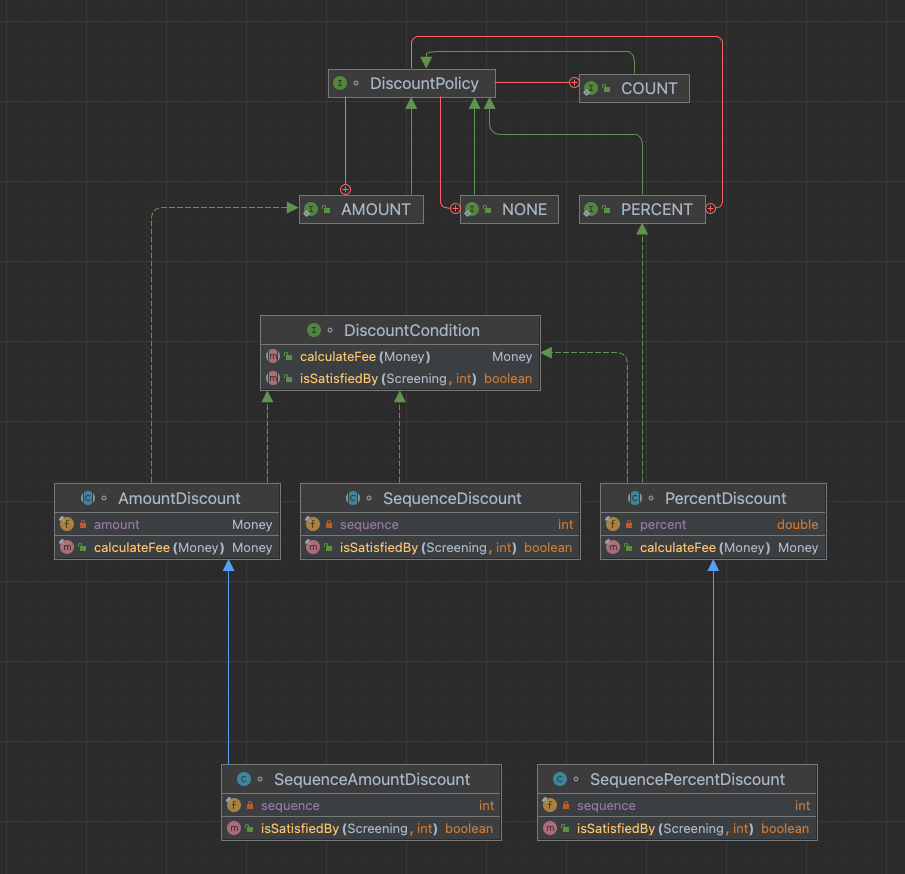 DiscountPolicy
COUNT
AMOUNT
NONE
PERCENT
DiscountCondition
calculateFee(Money) Money
isSatisfiedBy(Screening, int) boolean
AmountDiscount
amount Money
calculateFee(Money) Money
SequenceDiscount
sequence int
isSatisfiedBy(Screening, int) boolean
PercentDiscount
percent double
calculateFee(Money) Money
SequenceAmountDiscount
sequence int
isSatisfiedBy(Screening, int) boolean
SequencePercentDiscount
sequence int
isSatisfiedBy(Screening, int) boolean